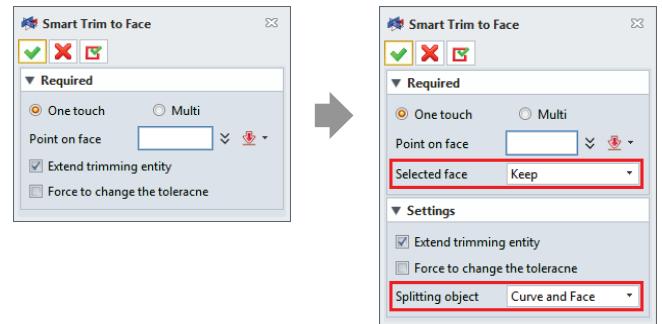 Smart Trim to Face
Required
One touch Multi
Point on face
Extend trimming entity
Force to change the toleracne
Smart Trim to Face
Required
One touch Multi
Point on face
Selected face Keep
Settings
Extend trimming entity
Force to change the toleracne
Splitting object Curve and Face